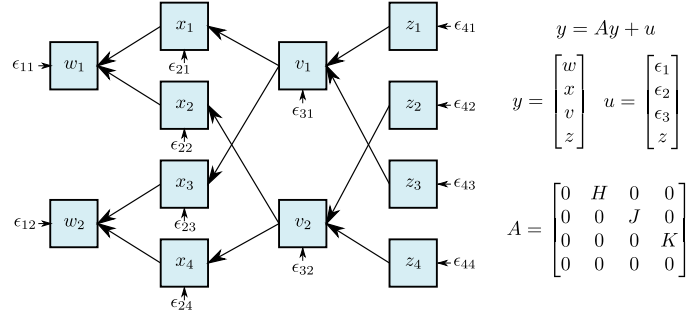 x₁
z₁
ϵ₄₁
y = Ay + u
ϵ₁₁
w₁
ϵ₂₁
v₁
x₂
ϵ₃₁
z₂
ϵ₄₂
y = [w x v z] u = [ϵ₁ ϵ₂ ϵ₃ z]
ϵ₂₂
x₃
z₃
ϵ₄₃
ϵ₁₂
w₂
ϵ₂₃
v₂
x₄
ϵ₃₂
z₄
ϵ₄₄
ϵ₂₄
A =
0 H 0 0
0 0 J 0
0 0 0 K
0 0 0 0